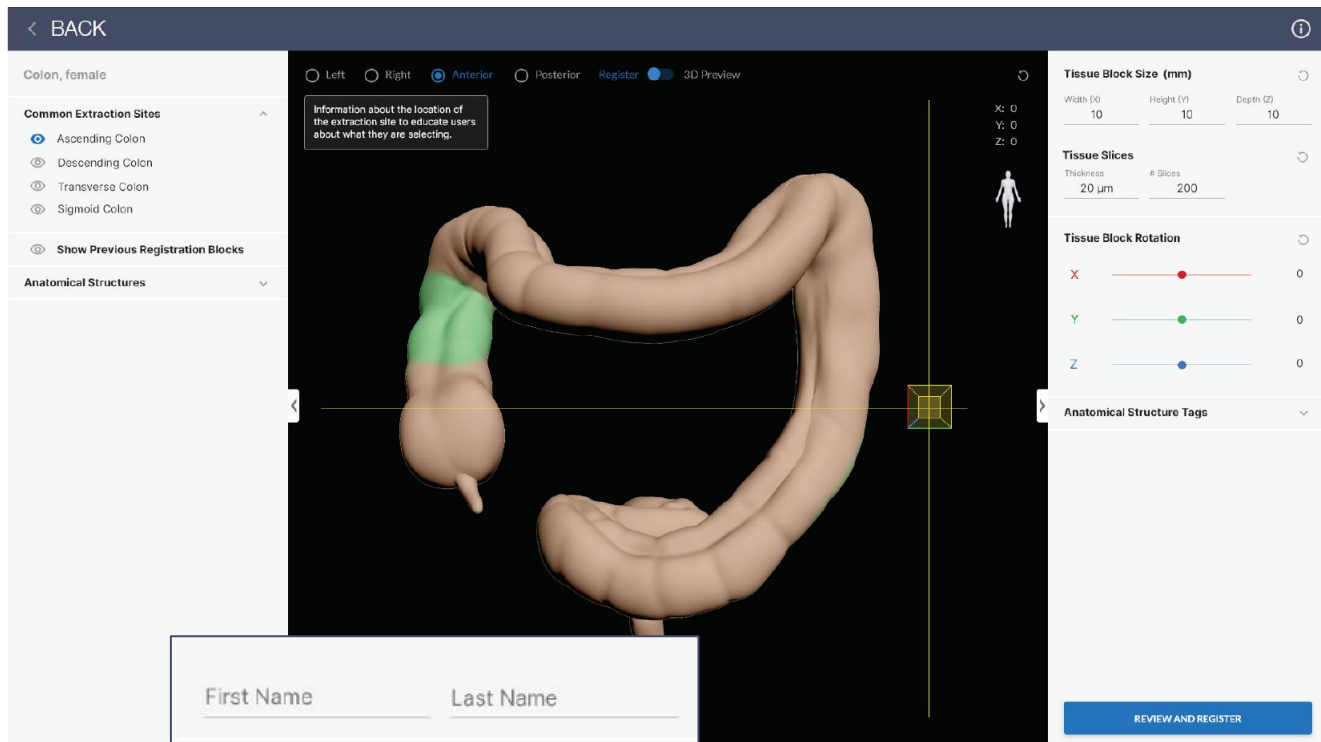 BACK
Colon, female
Common Extraction Sites
Ascending Colon
Descending Colon
Transverse Colon
Sigmoid Colon
Show Previous Registration Blocks
Anatomical Structures
Left Right Anterior Posterior Register 3D Preview
Information about the location of
the extraction site to educate users
about what they are selecting.
X: 0
Y: 0
Z: 0
Tissue Block Size (mm)
Width (X) Height (Y) Depth (Z)
10 10 10
Tissue Slices
Thickness # Slices
20 µm 200
Tissue Block Rotation
X 0
Y 0
Z 0
Anatomical Structure Tags
REVIEW AND REGISTER
First Name Last Name